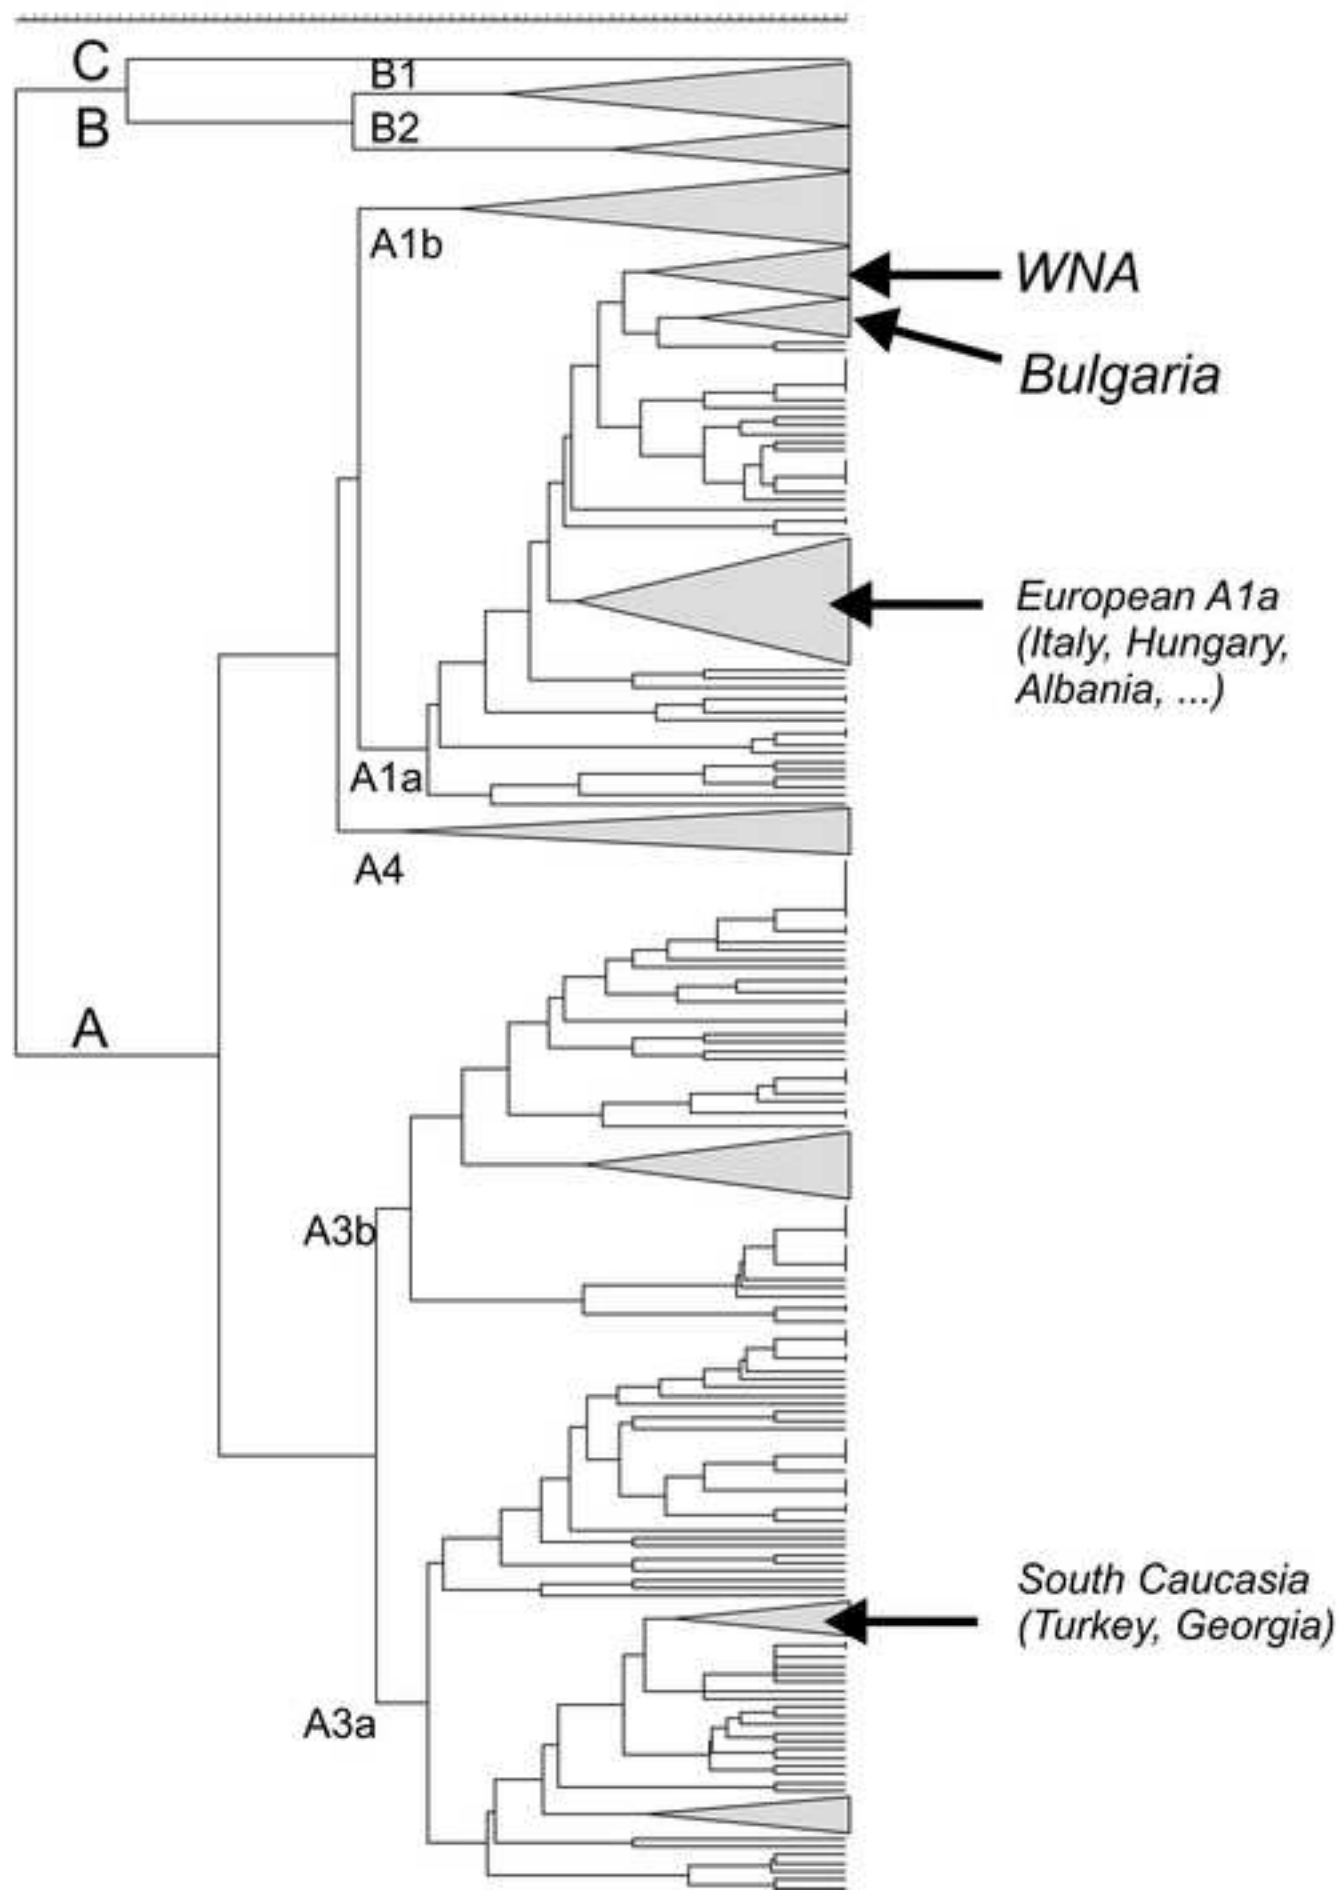 C
B1
B
B2
A1b
WNA
Bulgaria
European A1a
(Italy, Hungary,
Albania, ...)
A1a
A4
A
A3b
South Caucasia
(Turkey, Georgia)
A3a